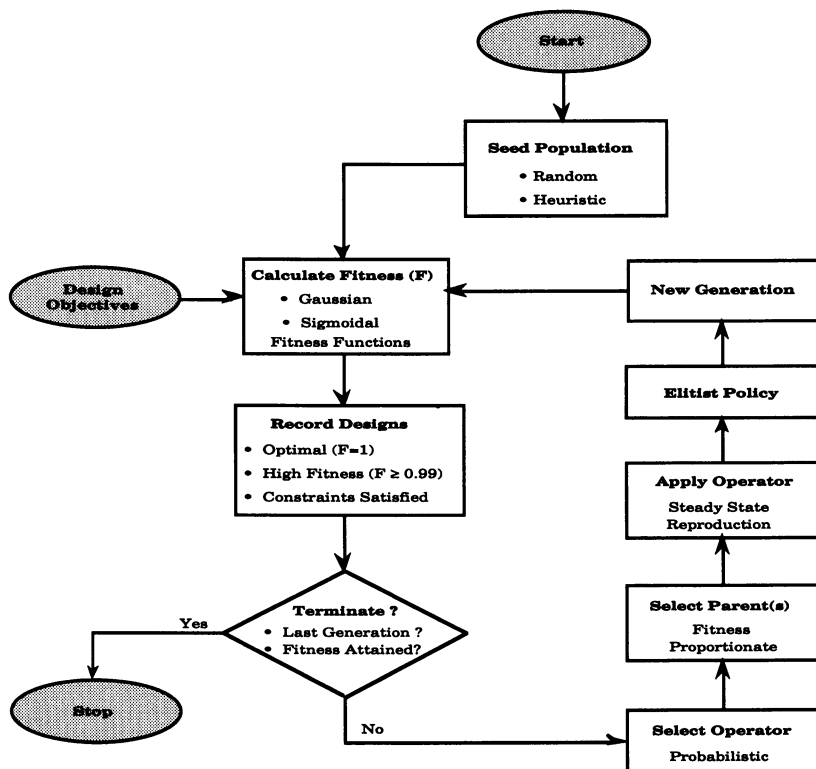 Start
Seed Population
• Random
• Heuristic
Design
Objectives
Calculate Fitness (F)
• Gaussian
• Sigmoidal
Fitness Functions
New Generation
Elitist Policy
Record Designs
• Optimal (F=1)
• High Fitness (F ≥ 0.99)
• Constraints Satisfied
Apply Operator
Steady State
Reproduction
Terminate ?
• Last Generation ?
• Fitness Attained?
Yes
Select Parent(s)
Fitness
Proportionate
Stop
No
Select Operator
Probabilistic